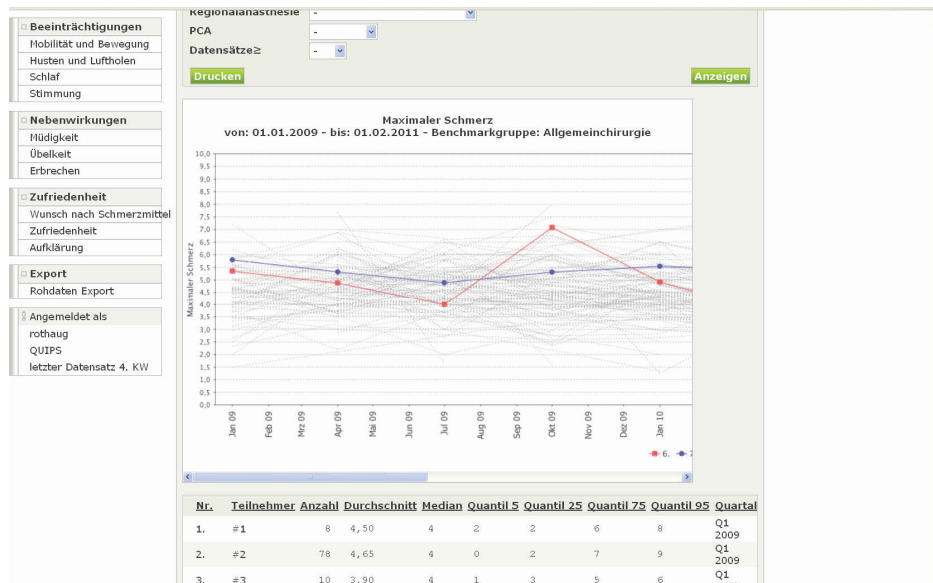 Beeinträchtigungen
Mobilität und Bewegung
Husten und Luftholen
Schlaf
Stimmung
Nebenwirkungen
Müdigkeit
Übelkeit
Erbrechen
Zufriedenheit
Wunsch nach Schmerzmittel
Zufriedenheit
Aufklärung
Export
Rohdaten Export
Angemeldet als
rothaug
QUIPS
letzter Datensatz 4. KW
Regionalanästhesie -
PCA -
Datensätze≥ -
Drucken Anzeigen
Maximaler Schmerz
von: 01.01.2009 - bis: 01.02.2011 - Benchmarkgruppe: Allgemeinchirurgie
Maximaler Schmerz
10,0
9,5
9,0
8,5
8,0
7,5
7,0
6,5
6,0
5,5
5,0
4,5
4,0
3,5
3,0
2,5
2,0
1,5
1,0
0,5
0,0
Jan 09 Feb 09 Mrz 09 Apr 09 Mai 09 Jun 09 Jul 09 Aug 09 Sep 09 Okt 09 Nov 09 Dez 09 Jan 10
6.
Nr. Teilnehmer Anzahl Durchschnitt Median Quantil 5 Quantil 25 Quantil 75 Quantil 95 Quartal
1. #1 8 4,50 4 2 2 6 8 Q1 2009
2. #2 78 4,65 4 0 2 7 9 Q1 2009
3. #3 10 3,90 4 1 3 5 6 Q1